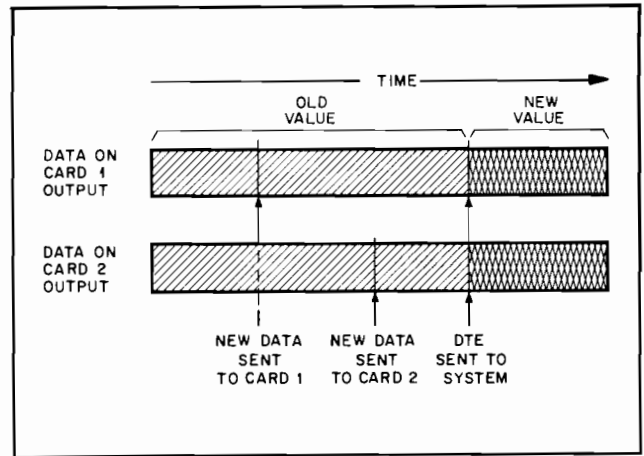 TIME
OLD
VALUE
NEW
VALUE
DATA ON
CARD 1
OUTPUT
DATA ON
CARD 2
OUTPUT
NEW DATA
SENT
TO CARD 1
NEW DATA
SENT
TO CARD 2
DTE
SENT TO
SYSTEM